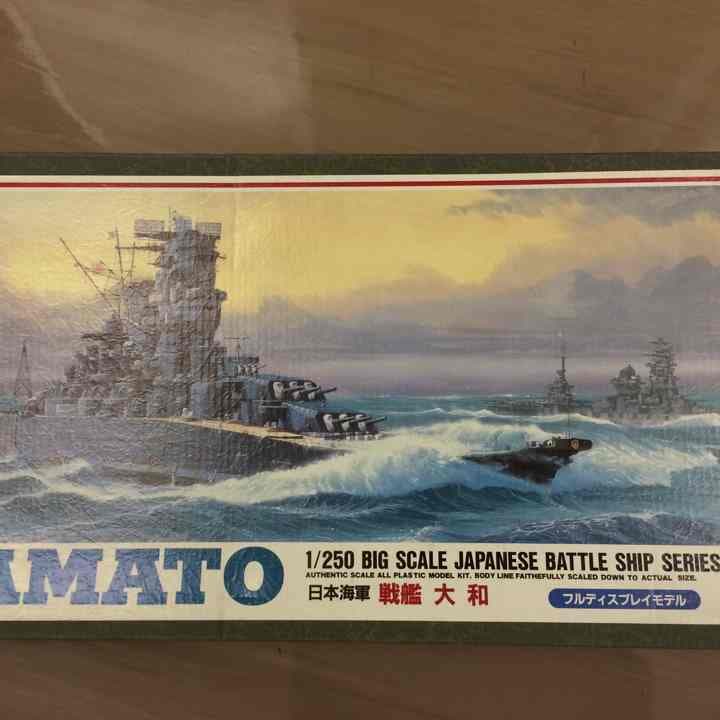 AMATO
1/250 BIG SCALE JAPANESE BATTLE SHIP SERIES
AUTHENTIC SCALE ALL PLASTIC MODEL KIT. BODY LINE FAITHEFULLY SCALED DOWN TO ACTUAL SIZE.
日本海軍 戦艦 大和
フルディスプレイモデル